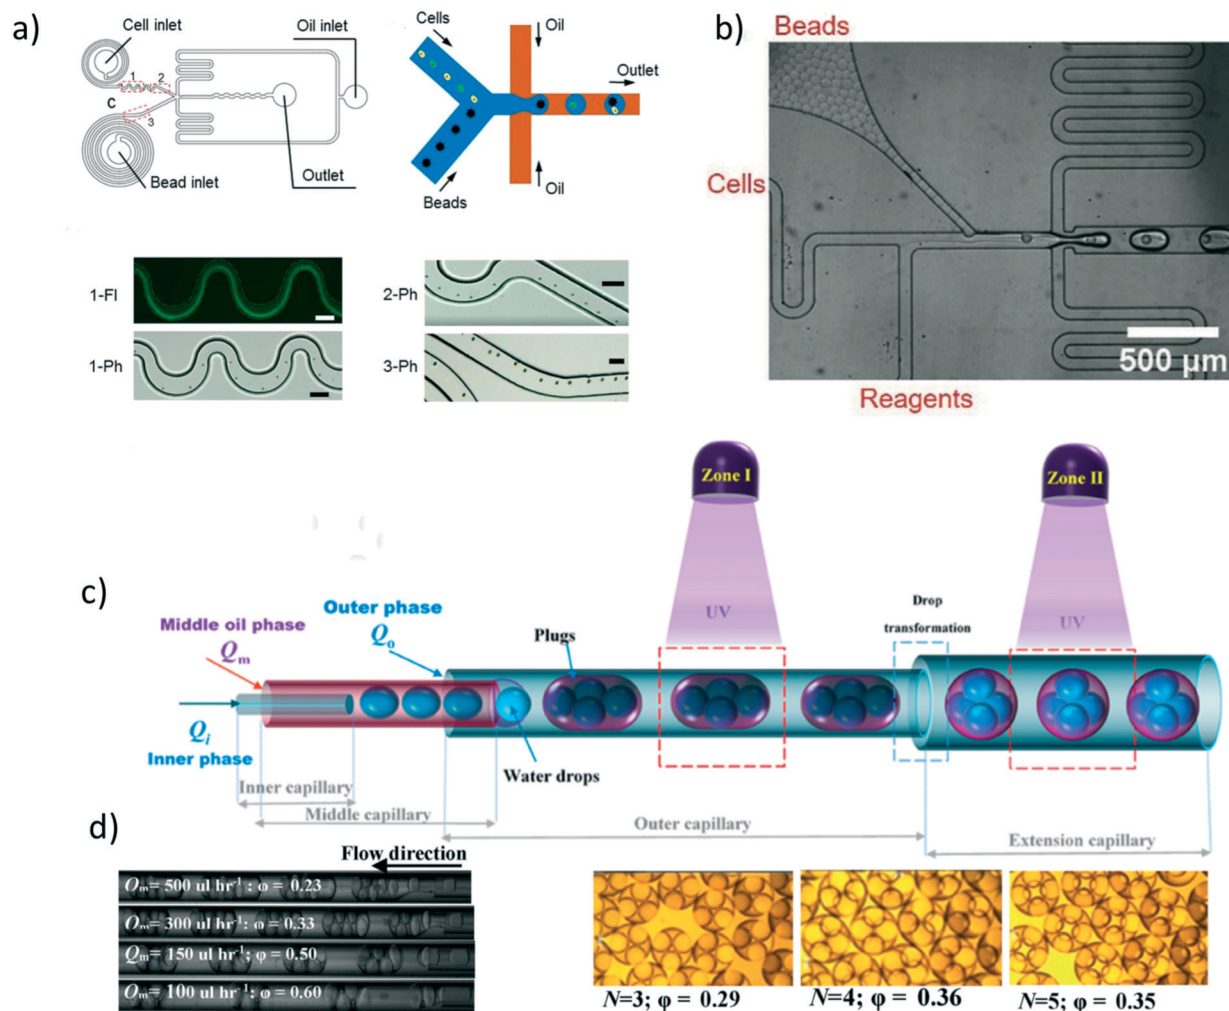 a)
Cell inlet
Oil inlet
1
2
C
3
Bead inlet
Outlet
Cells
Oil
Outlet
Beads
Oil
1-Fl
2-Ph
1-Ph
3-Ph
b)
Beads
Cells
500 µm
Reagents
Zone I
Zone II
c)
Outer phase
Qo
Middle oil phase
Qm
Plugs
UV
Drop
transformation
UV
Qi
Inner phase
Water drops
Inner capillary
Middle capillary
Outer capillary
Extension capillary
d)
Flow direction
Om= 500 ul hr-1 : φ = 0.23
Om= 300 ul hr-1; φ = 0.33
Qm= 150 ul hr-1; φ = 0.50
Om= 100 ul hr-1; φ = 0.60
N=3; φ = 0.29
N=4; φ = 0.36
N=5; φ = 0.35